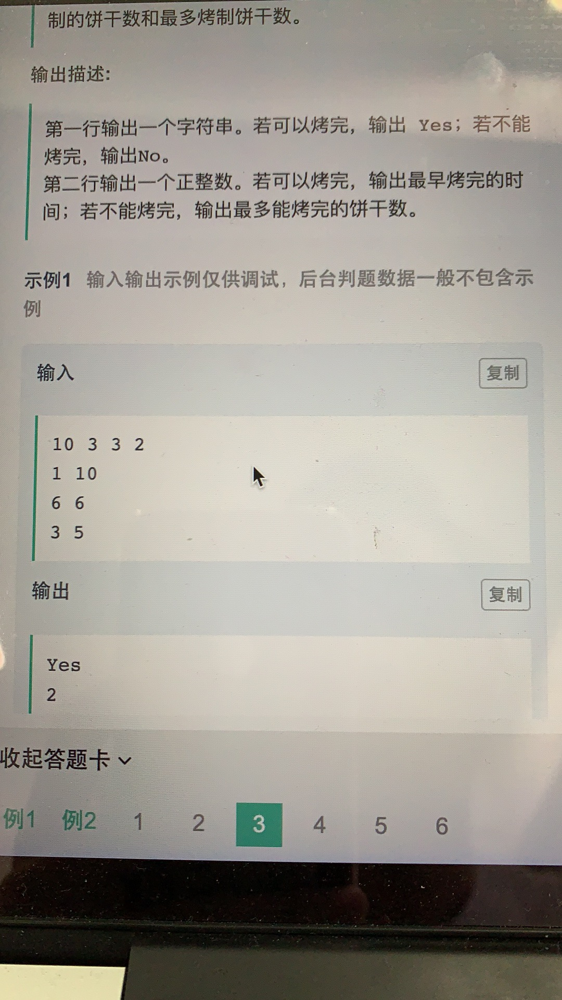 制的饼干数和最多烤制饼干数。
输出描述:
第一行输出一个字符串。若可以烤完，输出 Yes；若不能
烤完，输出No。
第二行输出一个正整数。若可以烤完，输出最早烤完的时
间；若不能烤完，输出最多能烤完的饼干数。
示例1 输入输出示例仅供调试，后台判题数据一般不包含示
例
输入 复制
10 3 3 2
1 10
6 6
3 5
输出 复制
Yes
2
收起答题卡
例1 例2 1 2 3 4 5 6